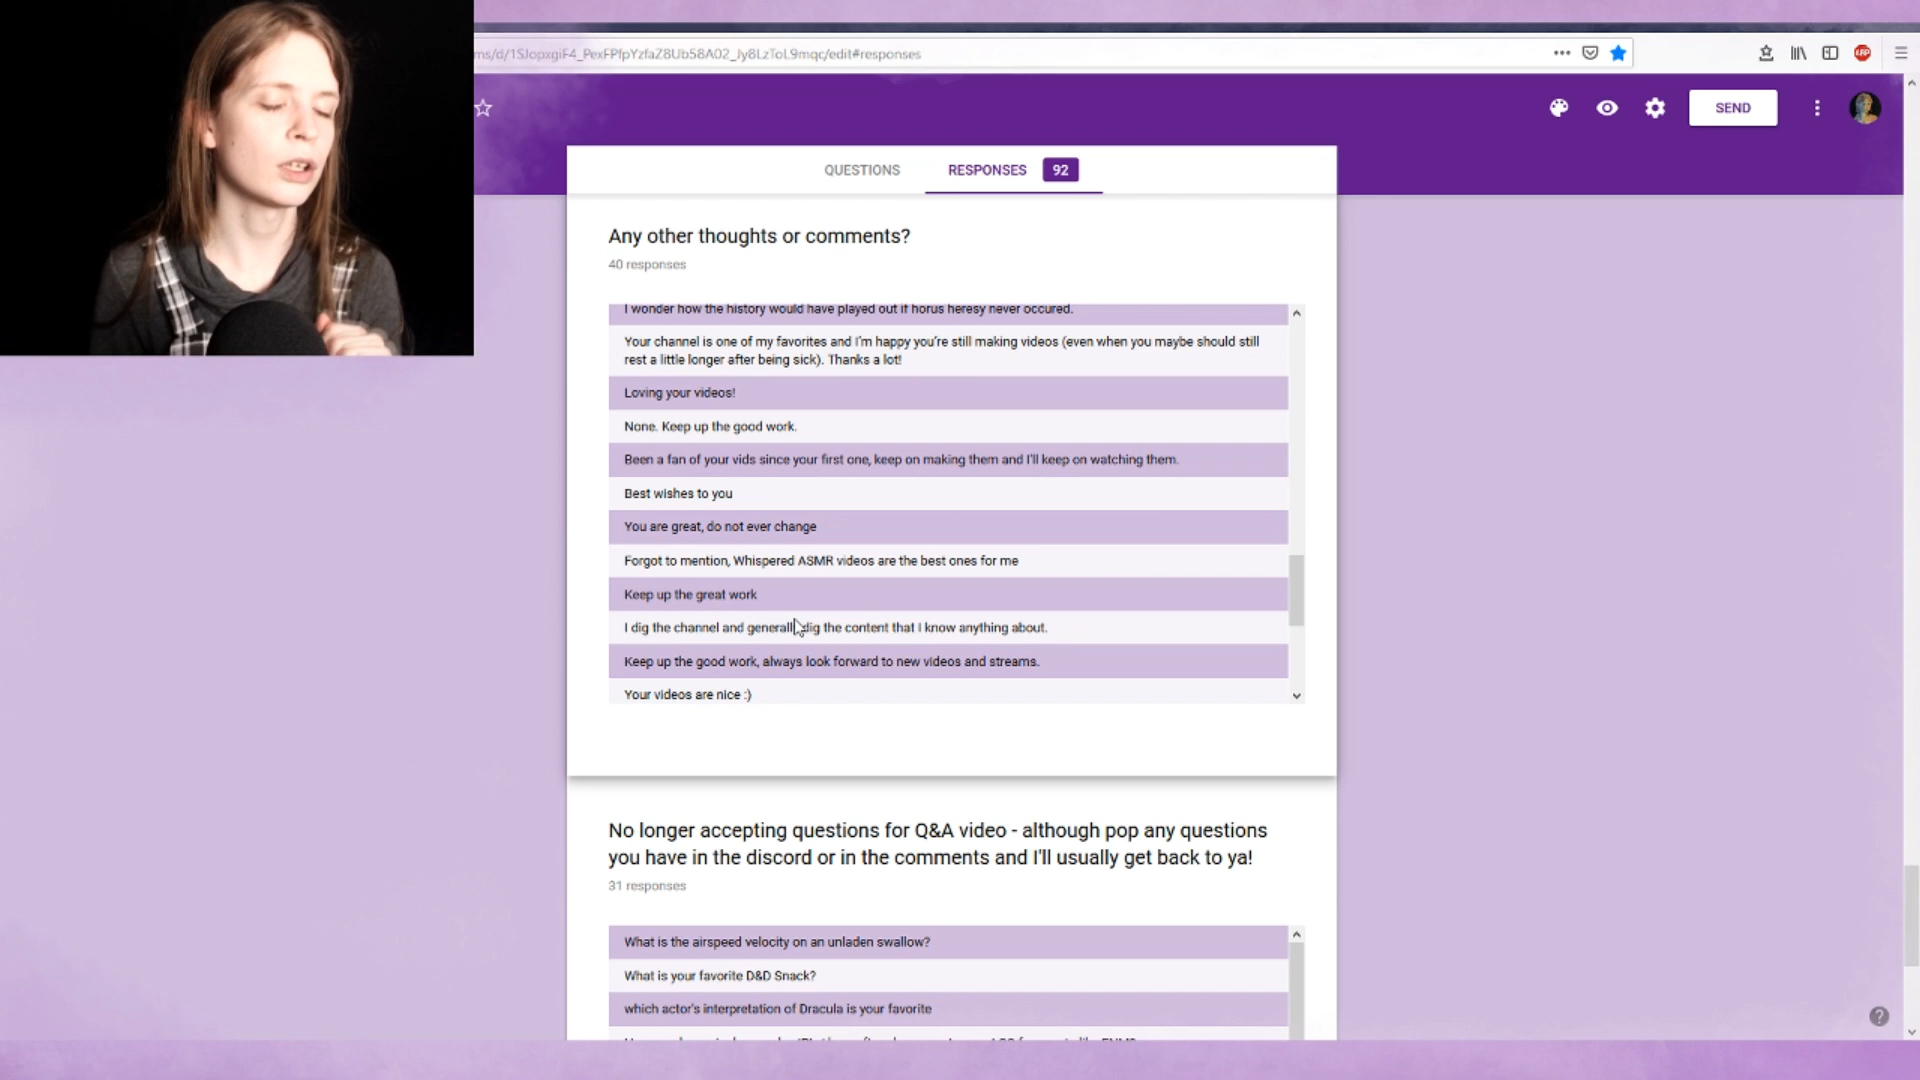 ms/d/1SJopxgiF4_PexFPfpYzfaZ8Ub58A02_Jy8LzToL9mqc/edit#responses
SEND
QUESTIONS
RESPONSES 92
Any other thoughts or comments?
40 responses
I wonder how the history would have played out if horus heresy never occured.
Your channel is one of my favorites and I'm happy you're still making videos (even when you maybe should still
rest a little longer after being sick). Thanks a lot!
Loving your videos!
None. Keep up the good work.
Been a fan of your vids since your first one, keep on making them and I'll keep on watching them.
Best wishes to you
You are great, do not ever change
Forgot to mention, Whispered ASMR videos are the best ones for me
Keep up the great work
I dig the channel and generally dig the content that I know anything about.
Keep up the good work, always look forward to new videos and streams.
Your videos are nice :)
No longer accepting questions for Q&A video - although pop any questions
you have in the discord or in the comments and I'll usually get back to ya!
31 responses
What is the airspeed velocity on an unladen swallow?
What is your favorite D&D Snack?
which actor's interpretation of Dracula is your favorite